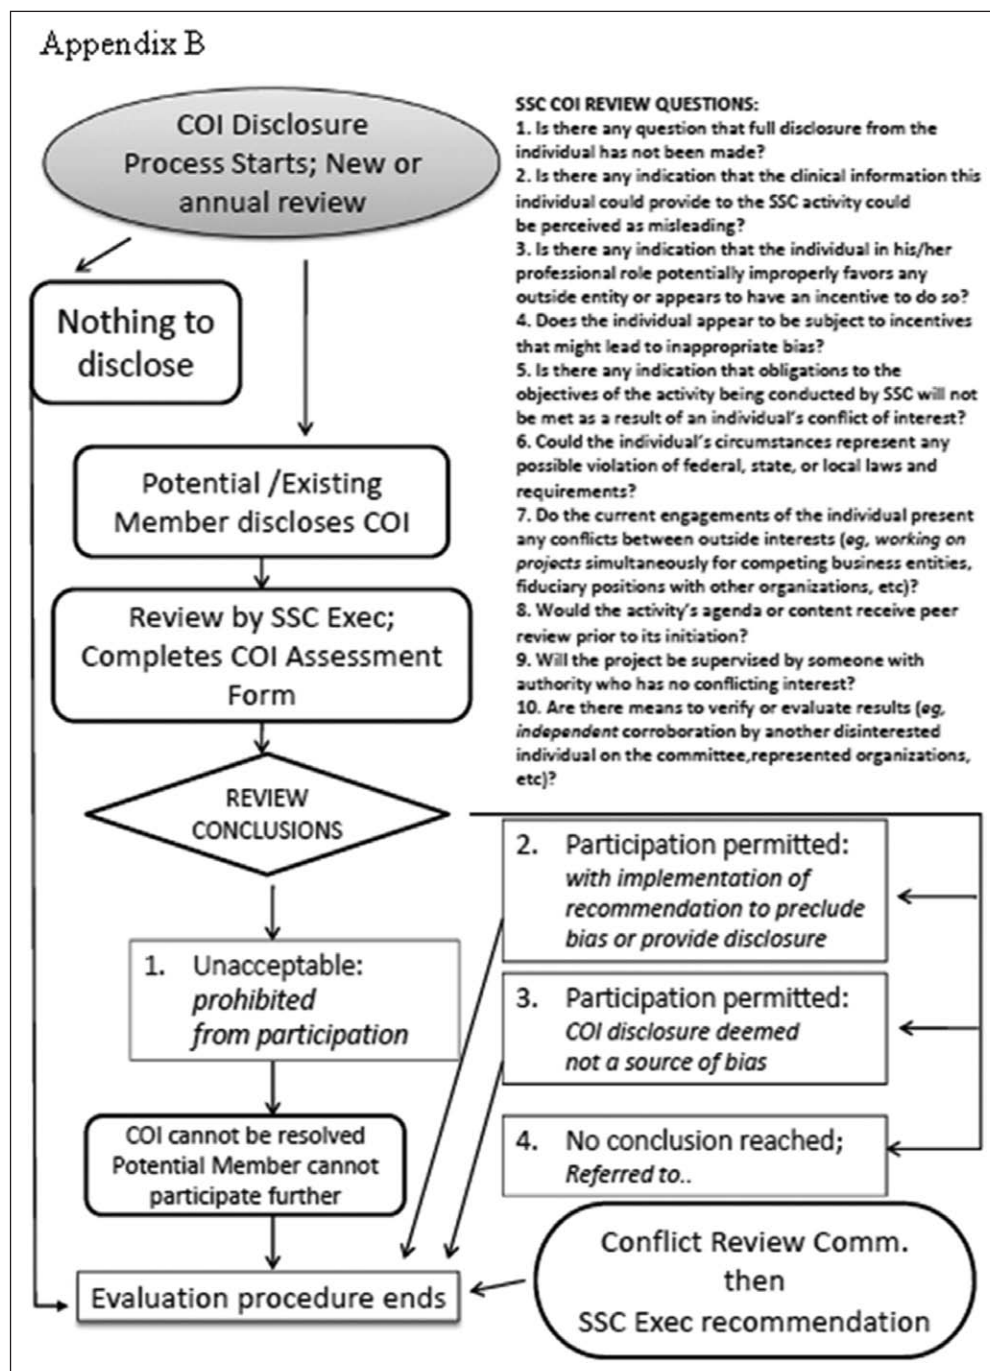 Appendix B
COI Disclosure
Process Starts; New or
annual review
Nothing to
disclose
Potential /Existing
Member discloses COI
Review by SSC Exec;
Completes COI Assessment
Form
REVIEW
CONCLUSIONS
1. Unacceptable:
prohibited
from participation
COI cannot be resolved
Potential Member cannot
participate further
Evaluation procedure ends
SSC COI REVIEW QUESTIONS:
1. Is there any question that full disclosure from the
individual has not been made?
2. Is there any indication that the clinical information this
individual could provide to the SSC activity could
be perceived as misleading?
3. Is there any indication that the individual in his/her
professional role potentially improperly favors any
outside entity or appears to have an incentive to do so?
4. Does the individual appear to be subject to incentives
that might lead to inappropriate bias?
5. Is there any indication that obligations to the
objectives of the activity being conducted by SSC will not
be met as a result of an individual's conflict of interest?
6. Could the individual's circumstances represent any
possible violation of federal, state, or local laws and
requirements?
7. Do the current engagements of the individual present
any conflicts between outside interests (eg, working on
projects simultaneously for competing business entities,
fiduciary positions with other organizations, etc)?
8. Would the activity's agenda or content receive peer
review prior to its initiation?
9. Will the project be supervised by someone with
authority who has no conflicting interest?
10. Are there means to verify or evaluate results (eg,
independent corroboration by another disinterested
individual on the committee,represented organizations,
etc)?
2. Participation permitted:
with implementation of
recommendation to preclude
bias or provide disclosure
3. Participation permitted:
COI disclosure deemed
not a source of bias
4. No conclusion reached;
Referred to..
Conflict Review Comm.
then
SSC Exec recommendation